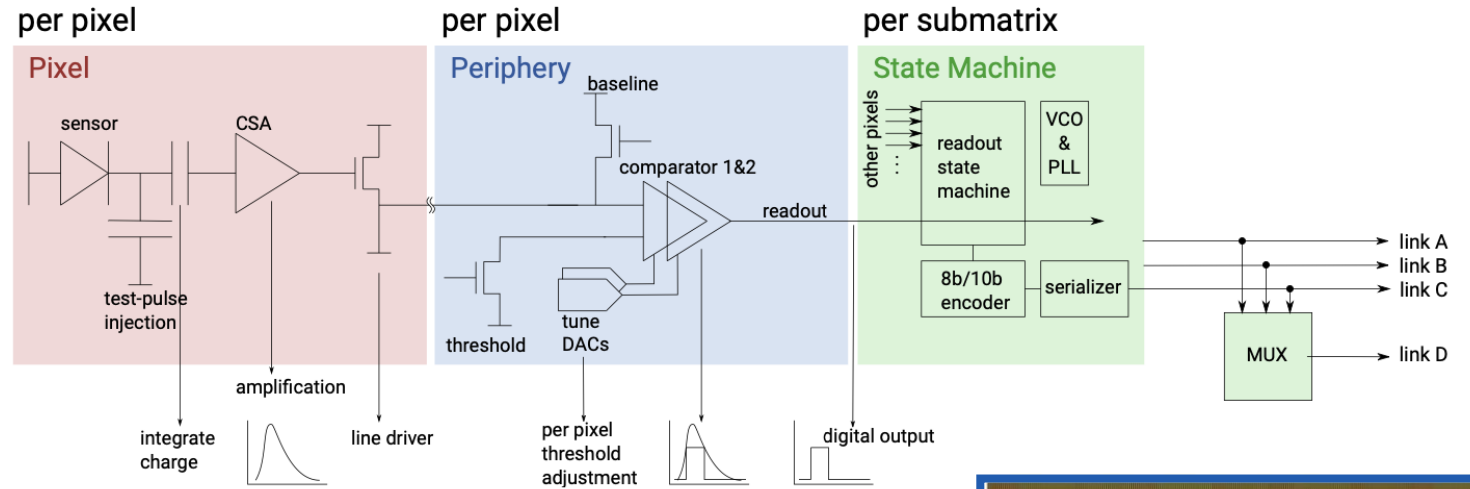 per pixel
per pixel
per submatrix
Pixel
Periphery
State Machine
baseline
sensor
CSA
other pixels
...
readout
state
machine
VCO
&
PLL
comparator 1&2
readout
link A
link B
link C
8b/10b
encoder
serializer
test-pulse
injection
threshold
tune
DACs
MUX
link D
amplification
integrate
charge
line driver
per pixel
threshold
adjustment
digital output